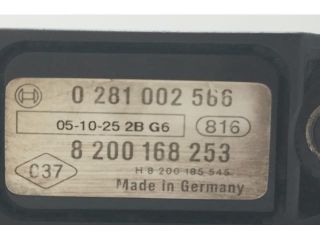 0 281 002 566
05-10-25 2B G6 816
8 200 168 253
H 8 200 185 545
037 Made in Germany